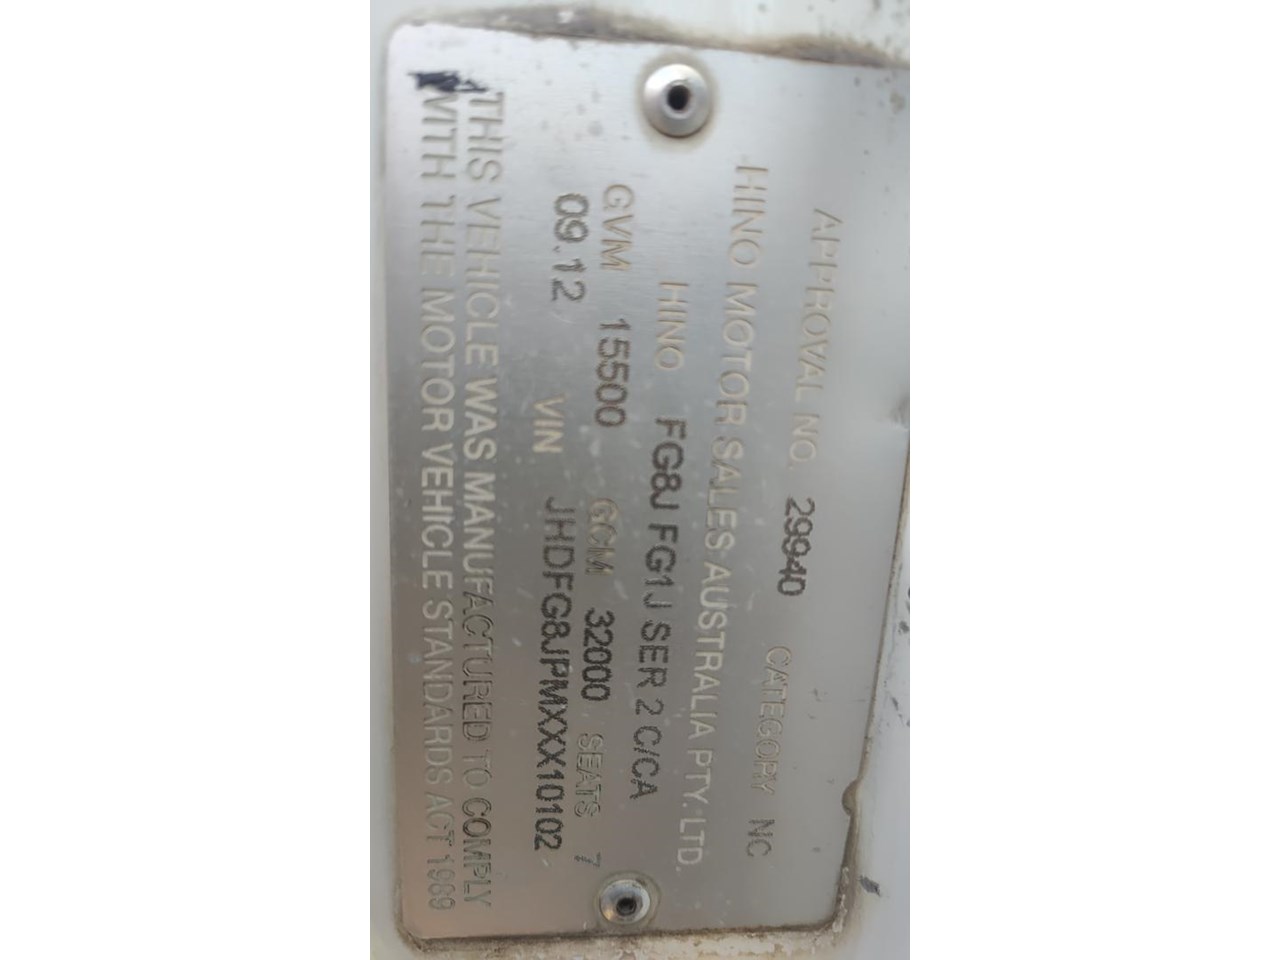 APPROVAL NO. 29940 CATEGORY NC
HINO MOTOR SALES AUSTRALIA PTY. LTD.
HINO FG8J FG1J SER 2 C/CA
GVM 15500 GCM 32000 SEATS 7
09.12 VIN JHDFG8JPMXXX10102
THIS VEHICLE WAS MANUFACTURED TO COMPLY
WITH THE MOTOR VEHICLE STANDARDS ACT 1989